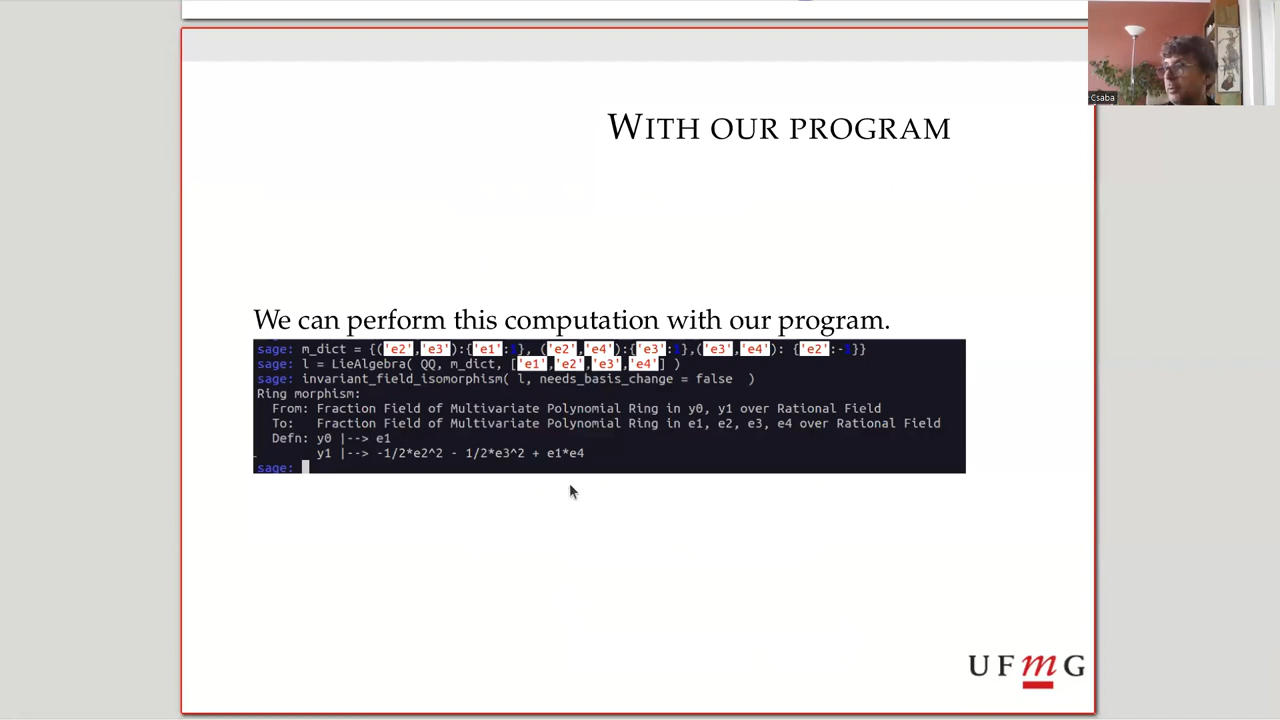 Csaba
WITH OUR PROGRAM
We can perform this computation with our program.
sage: m_dict = {('e2','e3'):{'e1':1}, ('e2','e4'):{'e3':1},('e3','e4'): {'e2':-1}}
sage: l = LieAlgebra( QQ, m_dict, ['e1','e2','e3','e4'] )
sage: invariant_field_isomorphism( l, needs_basis_change = false  )
Ring morphism:
From: Fraction Field of Multivariate Polynomial Ring in y0, y1 over Rational Field
To:   Fraction Field of Multivariate Polynomial Ring in e1, e2, e3, e4 over Rational Field
Defn: y0 |--> e1
y1 |--> -1/2*e2^2 - 1/2*e3^2 + e1*e4
sage:
UFmG